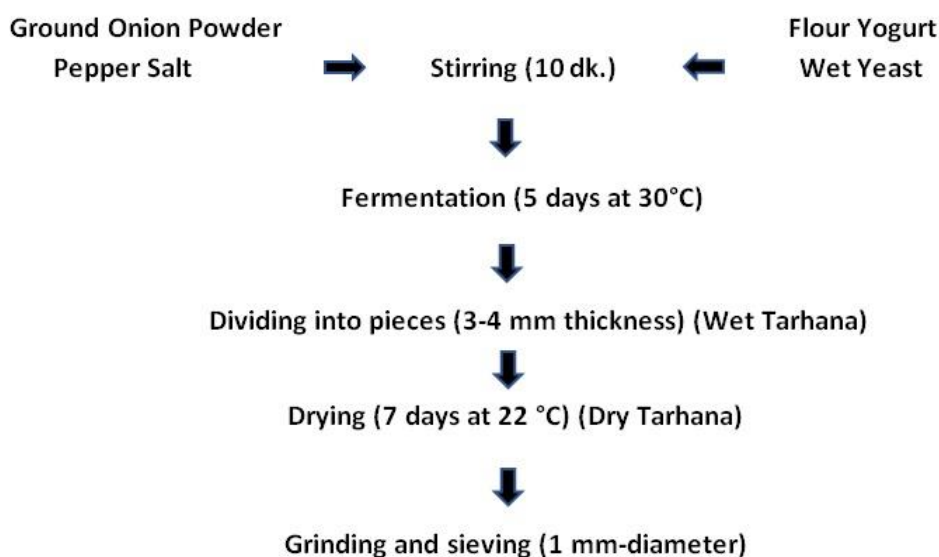 Ground Onion Powder
Pepper Salt
Stirring (10 dk.)
Flour Yogurt
Wet Yeast
Fermentation (5 days at 30°C)
Dividing into pieces (3-4 mm thickness) (Wet Tarhana)
Drying (7 days at 22 °C) (Dry Tarhana)
Grinding and sieving (1 mm-diameter)